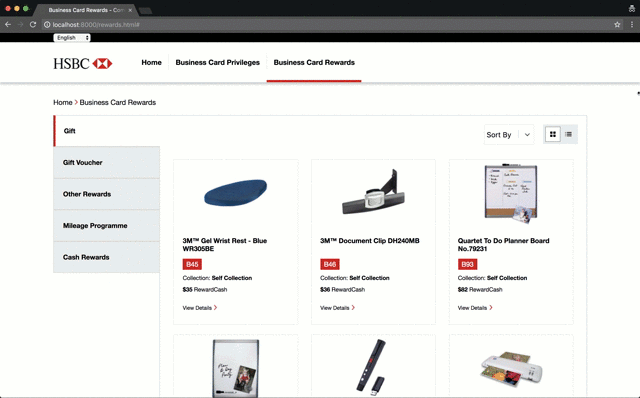 Business Card Rewards - Com
localhost:8000/rewards.html#
English
HSBC
Home
Business Card Privileges
Business Card Rewards
Home > Business Card Rewards
Gift
Gift Voucher
Other Rewards
Mileage Programme
Cash Rewards
Sort By
3M™ Gel Wrist Rest - Blue
WR305BE
B45
Collection: Self Collection
$35 RewardCash
View Details >
3M™ Document Clip DH240MB
B46
Collection: Self Collection
$36 RewardCash
View Details >
Quartet To Do Planner Board
No.79231
B93
Collection: Self Collection
$82 RewardCash
View Details >